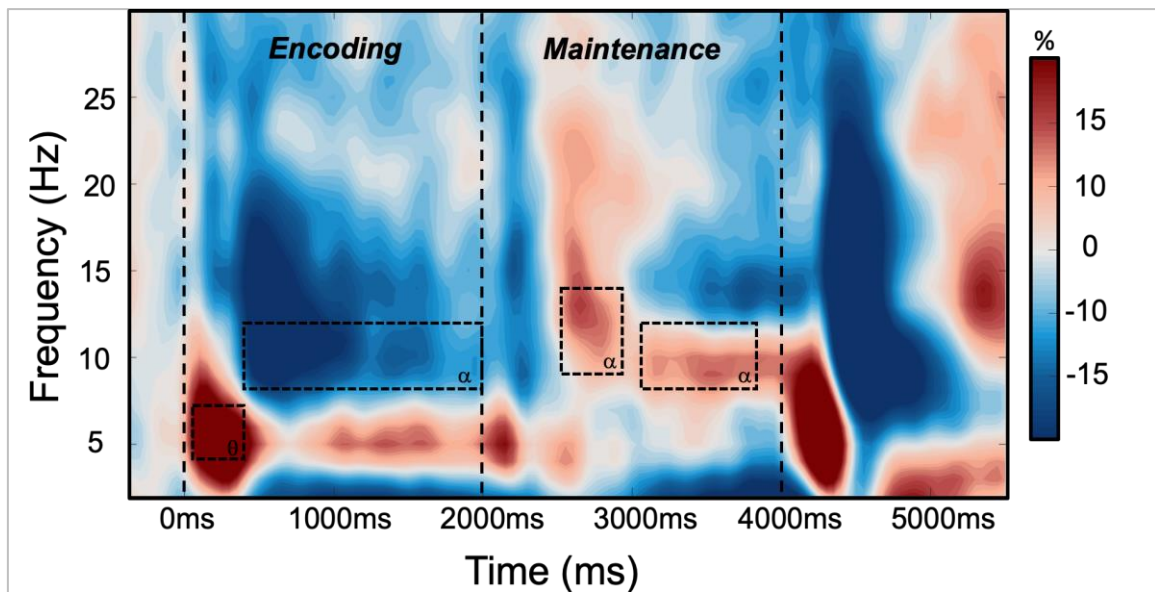 Encoding Maintenance %
25
20
15
10
5
θ
α
α
α
15
10
0
-10
-15
0ms 1000ms 2000ms 3000ms 4000ms 5000ms
Frequency (Hz)
Time (ms)